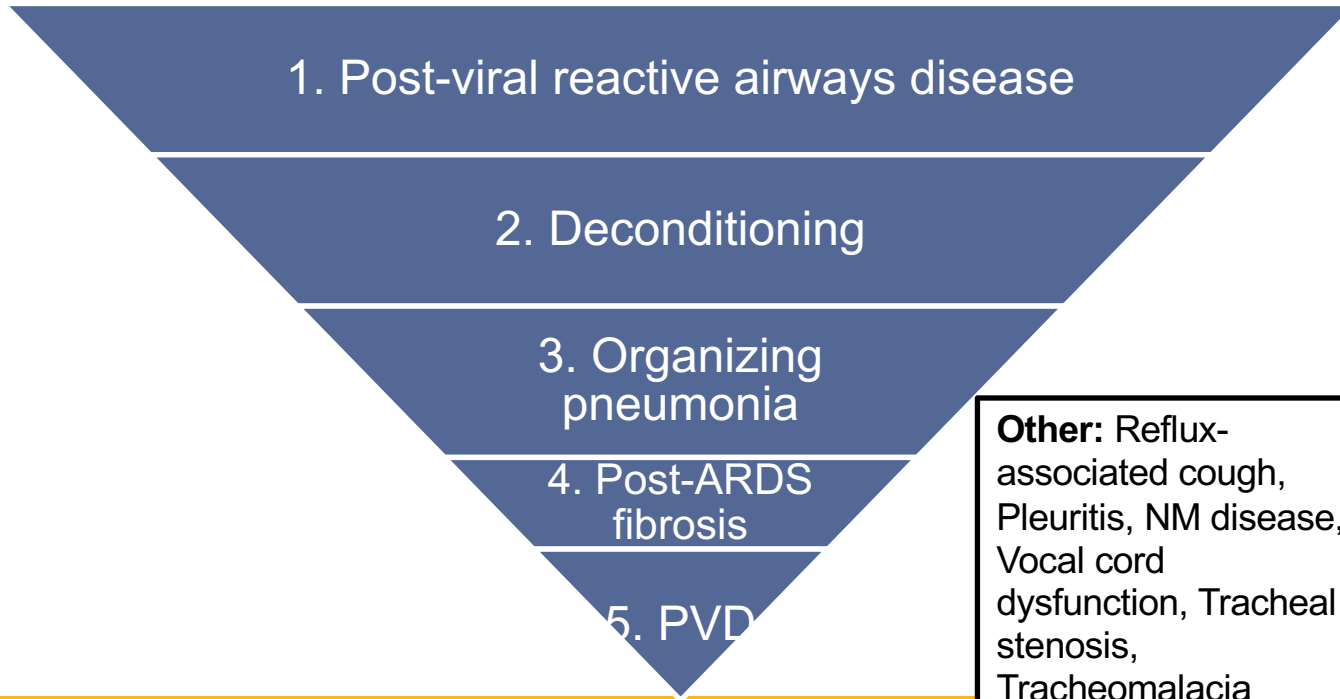 1. Post-viral reactive airways disease
2. Deconditioning
3. Organizing
pneumonia
4. Post-ARDS
fibrosis
5. PVD
Other: Reflux-
associated cough,
Pleuritis, NM disease,
Vocal cord
dysfunction, Tracheal
stenosis,
Tracheomalacia